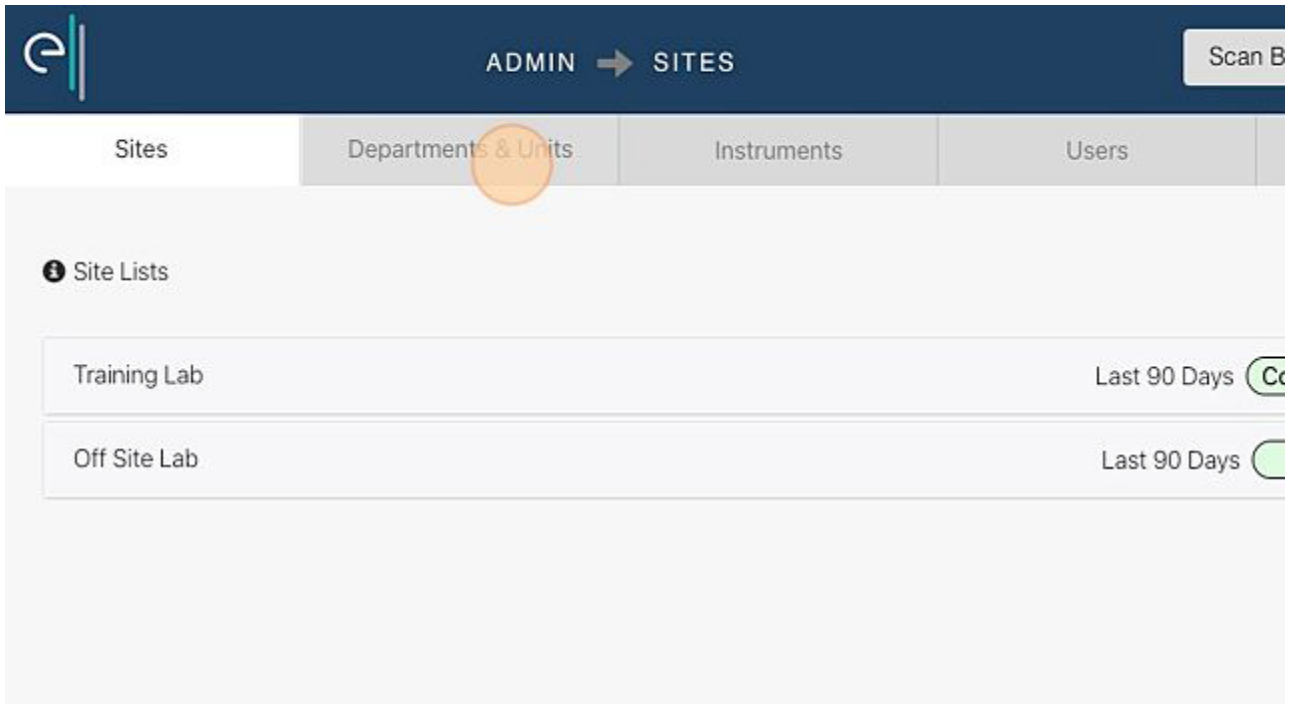 ADMIN ➡ SITES
Scan B
Sites Departments & Units Instruments Users
Site Lists
Training Lab Last 90 Days Co
Off Site Lab Last 90 Days